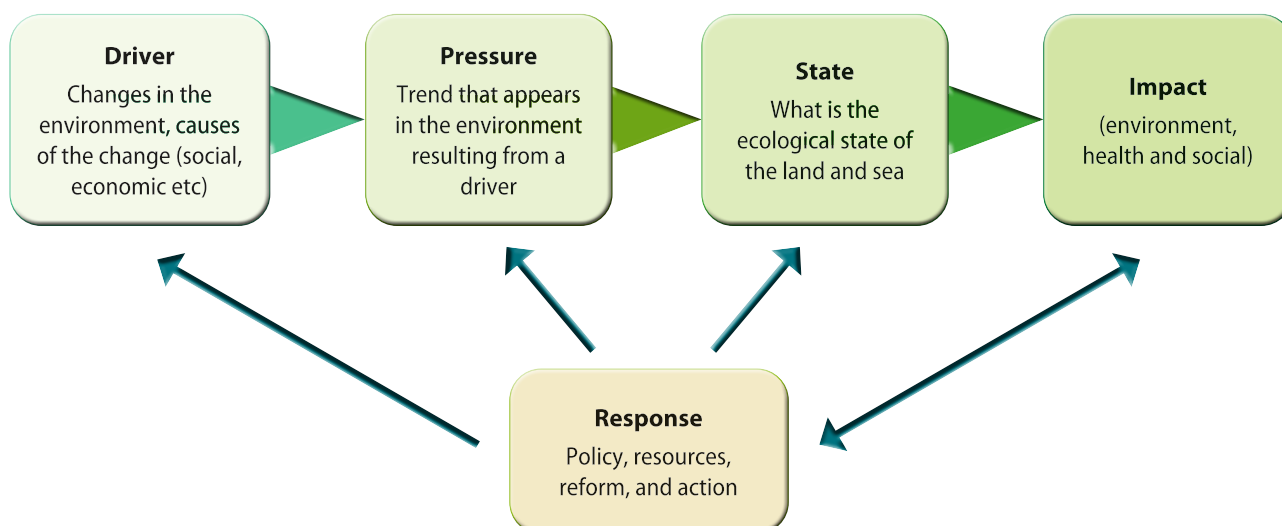 Driver
Changes in the
environment, causes
of the change (social,
economic etc)
Pressure
Trend that appears
in the environment
resulting from a
driver
State
What is the
ecological state of
the land and sea
Impact
(environment,
health and social)
Response
Policy, resources,
reform, and action